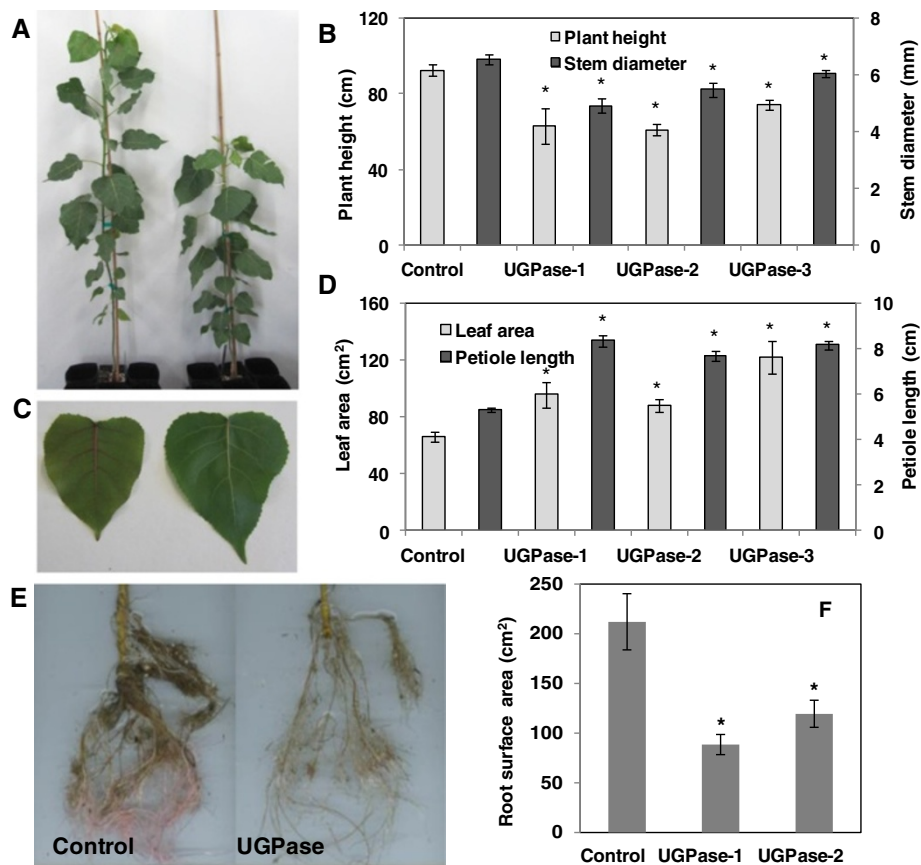 A
B
120
80
40
0
Plant height (cm)
Plant height
Stem diameter
* * * * * *
8
6
4
2
0
Stem diameter (mm)
Control UGPase-1 UGPase-2 UGPase-3
C
D
160
120
80
40
0
Leaf area (cm²)
Leaf area
Petiole length
* * * * * *
10
8
6
4
2
0
Petiole length (cm)
Control UGPase-1 UGPase-2 UGPase-3
E
Control UGPase
F
250
200
150
100
50
0
Root surface area (cm²)
* *
Control UGPase-1 UGPase-2